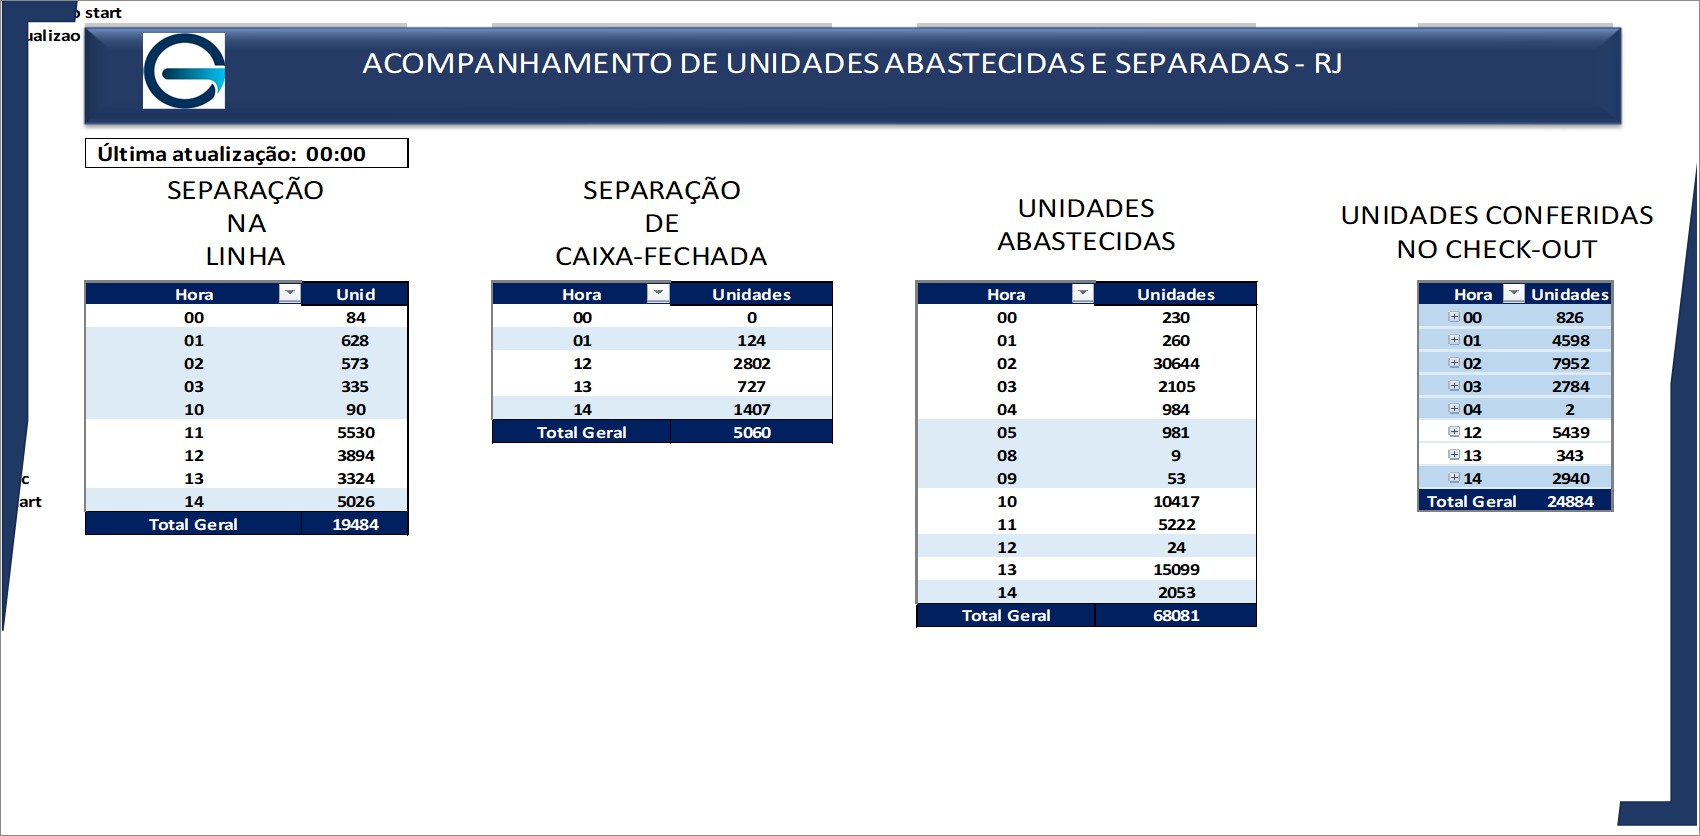 start
ACOMPANHAMENTO DE UNIDADES ABASTECIDAS E SEPARADAS - RJ
Última atualização: 00:00
SEPARAÇÃO
NA
LINHA
Hora Unid
00 84
01 628
02 573
03 335
10 90
11 5530
12 3894
13 3324
14 5026
Total Geral 19484
SEPARAÇÃO
DE
CAIXA-FECHADA
Hora Unidades
00 0
01 124
12 2802
13 727
14 1407
Total Geral 5060
UNIDADES
ABASTECIDAS
Hora Unidades
00 230
01 260
02 30644
03 2105
04 984
05 981
08 9
09 53
10 10417
11 5222
12 24
13 15099
14 2053
Total Geral 68081
UNIDADES CONFERIDAS
NO CHECK-OUT
Hora Unidades
00 826
01 4598
02 7952
03 2784
04 2
12 5439
13 343
14 2940
Total Geral 24884